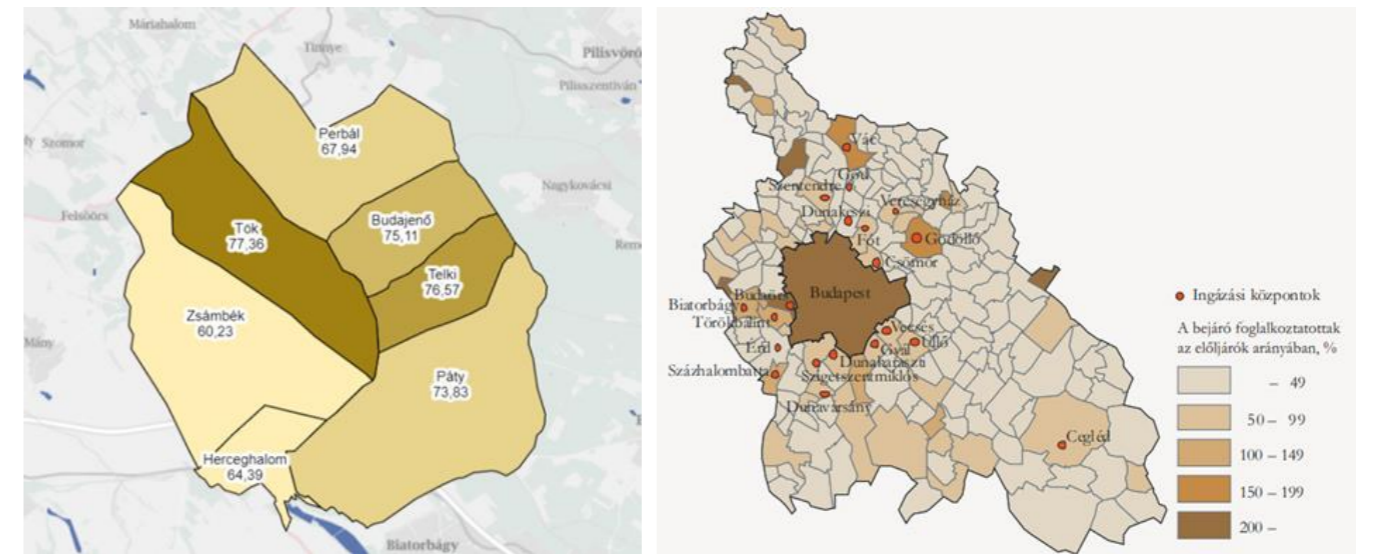 Máriahalom
Tinnye
Pilisvörö
Pilisszentiván
Perbál
67,94
Szomor
Nagykovácsi
Budajenő
75,11
Felsőörs
Tök
77,36
Telki
76,57
Zsámbék
60,23
Mány
Páty
73,83
Herceghalom
64,39
Biatorbágy
Vác
Göd
Szentendre
Veresegyház
Dunakeszi
Fót
Gödöllő
Csömör
Budapest
Budaörs
Biatorbágy
Törökbálint
Vecsés
Üllő
Gyál
Érd
Dunaharaszti
Százhalombatta
Szigetszentmiklós
Dunavarsány
Cegléd
Ingázási központok
A bejáró foglalkoztatottak
az elöljárók arányában, %
– 49
50 – 99
100 – 149
150 – 199
200 –